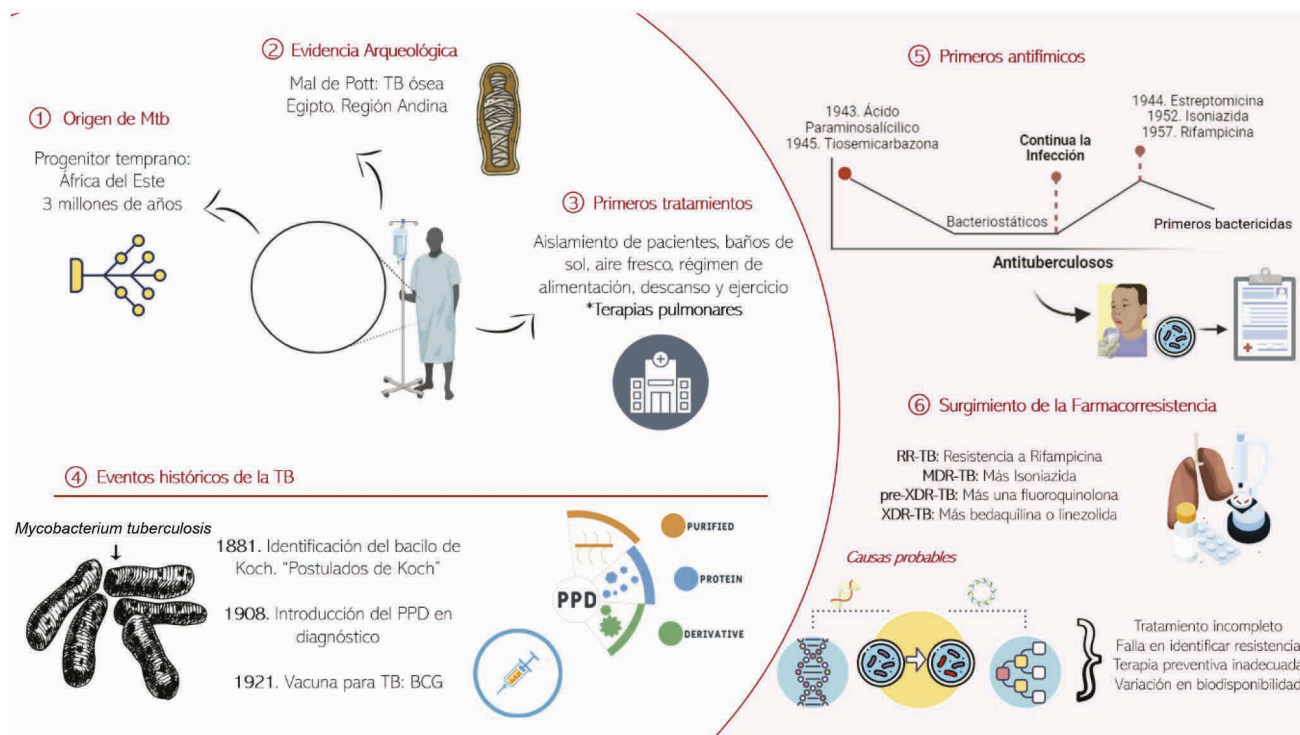 ① Origen de Mtb
Progenitor temprano:
África del Este
3 millones de años
② Evidencia Arqueológica
Mal de Pott: TB ósea
Egipto. Región Andina
③ Primeros tratamientos
Aislamiento de pacientes, baños de
sol, aire fresco, régimen de
alimentación, descanso y ejercicio
*Terapias pulmonares
④ Eventos históricos de la TB
Mycobacterium tuberculosis
1881. Identificación del bacilo de
Koch. "Postulados de Koch"
1908. Introducción del PPD en
diagnóstico
1921. Vacuna para TB: BCG
PPD
PURIFIED
PROTEIN
DERIVATIVE
⑤ Primeros antifímicos
1943. Ácido
Paraminosalícilico
1945. Tiosemicarbazona
Continua la
Infección
1944. Estreptomicina
1952. Isoniazida
1957. Rifampicina
Bacteriostáticos
Primeros bactericidas
Antituberculosos
⑥ Surgimiento de la Farmacorresistencia
RR-TB: Resistencia a Rifampicina
MDR-TB: Más Isoniazida
pre-XDR-TB: Más una fluoroquinolona
XDR-TB: Más bedaquilina o linezolida
Causas probables
Tratamiento incompleto
Falla en identificar resistencia
Terapia preventiva inadecuada
Variación en biodisponibilidad